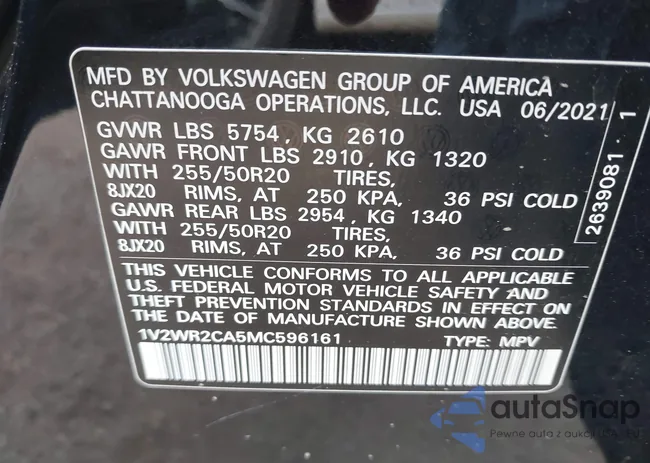 MFD BY VOLKSWAGEN GROUP OF AMERICA
CHATTANOOGA OPERATIONS, LLC. USA 06/2021
GVWR LBS 5754, KG 2610
GAWR FRONT LBS 2910, KG 1320
WITH 255/50R20 TIRES,
8JX20 RIMS, AT 250 KPA, 36 PSI COLD
GAWR REAR LBS 2954, KG 1340
WITH 255/50R20 TIRES,
8JX20 RIMS, AT 250 KPA, 36 PSI COLD
THIS VEHICLE CONFORMS TO ALL APPLICABLE
U.S. FEDERAL MOTOR VEHICLE SAFETY AND
THEFT PREVENTION STANDARDS IN EFFECT ON
THE DATE OF MANUFACTURE SHOWN ABOVE.
1V2WR2CA5MC596161 TYPE: MPV
2639081 1
autaSnap
Pewne auta z aukcji